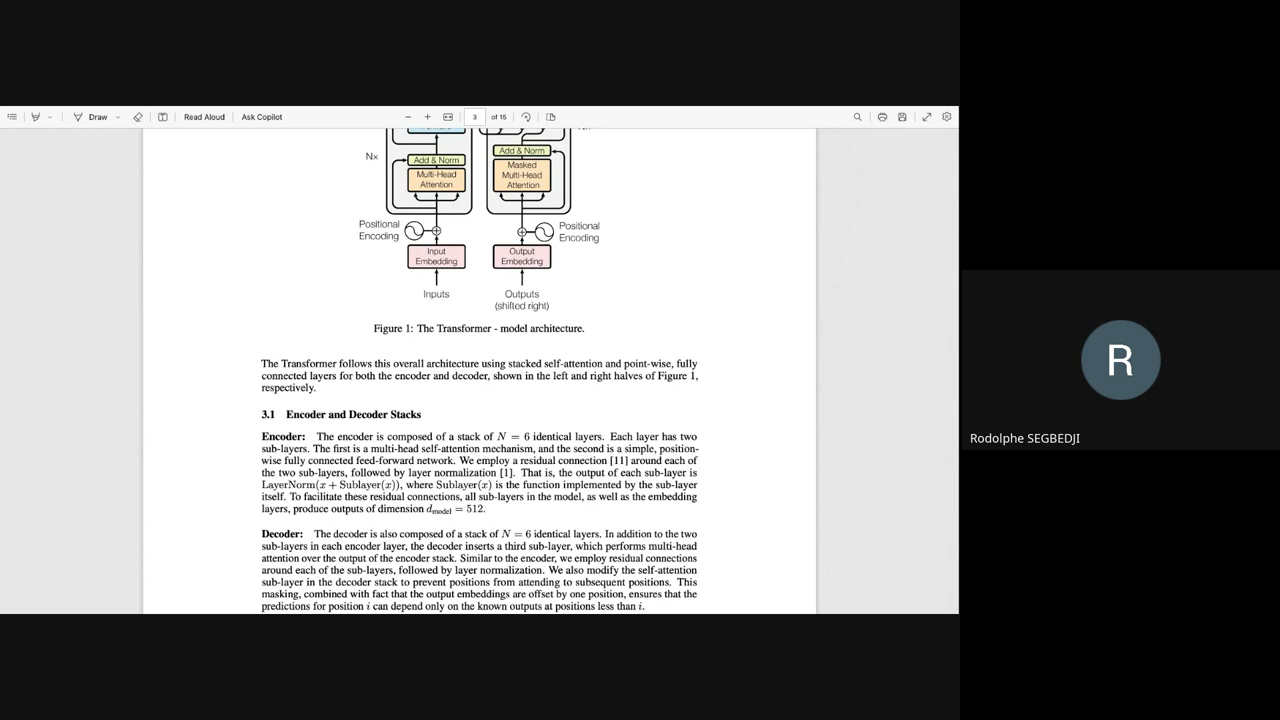 Draw
Read Aloud
Ask Copilot
3
of 15
Nx
Add & Norm
Multi-Head
Attention
Add & Norm
Masked
Multi-Head
Attention
Positional
Encoding
Positional
Encoding
Input
Embedding
Output
Embedding
Inputs
Outputs
(shifted right)
Figure 1: The Transformer - model architecture.
The Transformer follows this overall architecture using stacked self-attention and point-wise, fully
connected layers for both the encoder and decoder, shown in the left and right halves of Figure 1,
respectively.
3.1 Encoder and Decoder Stacks
Encoder: The encoder is composed of a stack of N = 6 identical layers. Each layer has two
sub-layers. The first is a multi-head self-attention mechanism, and the second is a simple, position-
wise fully connected feed-forward network. We employ a residual connection [11] around each of
the two sub-layers, followed by layer normalization [1]. That is, the output of each sub-layer is
LayerNorm(x + Sublayer(x)), where Sublayer(x) is the function implemented by the sub-layer
itself. To facilitate these residual connections, all sub-layers in the model, as well as the embedding
layers, produce outputs of dimension d_model = 512.
Decoder: The decoder is also composed of a stack of N = 6 identical layers. In addition to the two
sub-layers in each encoder layer, the decoder inserts a third sub-layer, which performs multi-head
attention over the output of the encoder stack. Similar to the encoder, we employ residual connections
around each of the sub-layers, followed by layer normalization. We also modify the self-attention
sub-layer in the decoder stack to prevent positions from attending to subsequent positions. This
masking, combined with fact that the output embeddings are offset by one position, ensures that the
predictions for position i can depend only on the known outputs at positions less than i.
R
Rodolphe SEGBEDJI